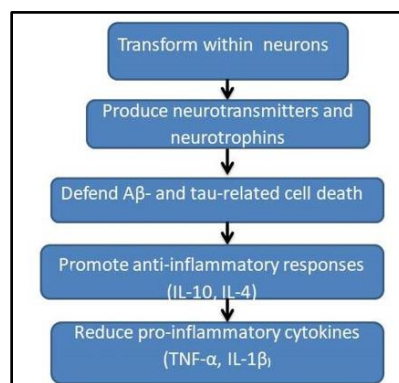 Transform within neurons
Produce neurotransmitters and
neurotrophins
Defend Aβ- and tau-related cell death
Promote anti-inflammatory responses
(IL-10, IL-4)
Reduce pro-inflammatory cytokines
(TNF-α, IL-1β)